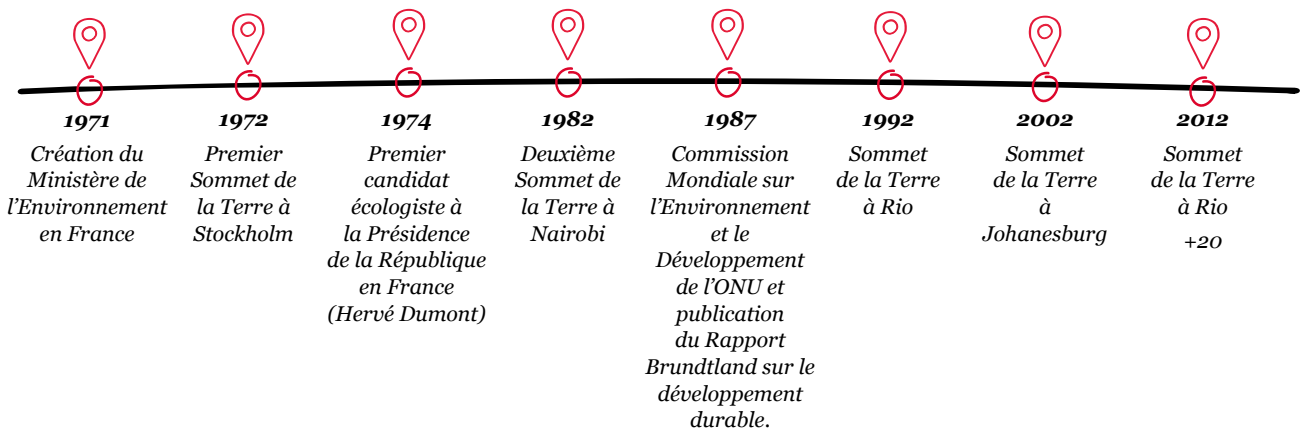 1971
Création du
Ministère de
l'Environnement
en France
1972
Premier
Sommet de
la Terre à
Stockholm
1974
Premier
candidat
écologiste à
la Présidence
de la République
en France
(Hervé Dumont)
1982
Deuxième
Sommet de
la Terre à
Nairobi
1987
Commission
Mondiale sur
l'Environnement
et le
Développement
de l'ONU et
publication
du Rapport
Brundtland sur le
développement
durable.
1992
Sommet
de la Terre
à Rio
2002
Sommet
de la Terre
à
Johanesburg
2012
Sommet
de la Terre
à Rio
+20